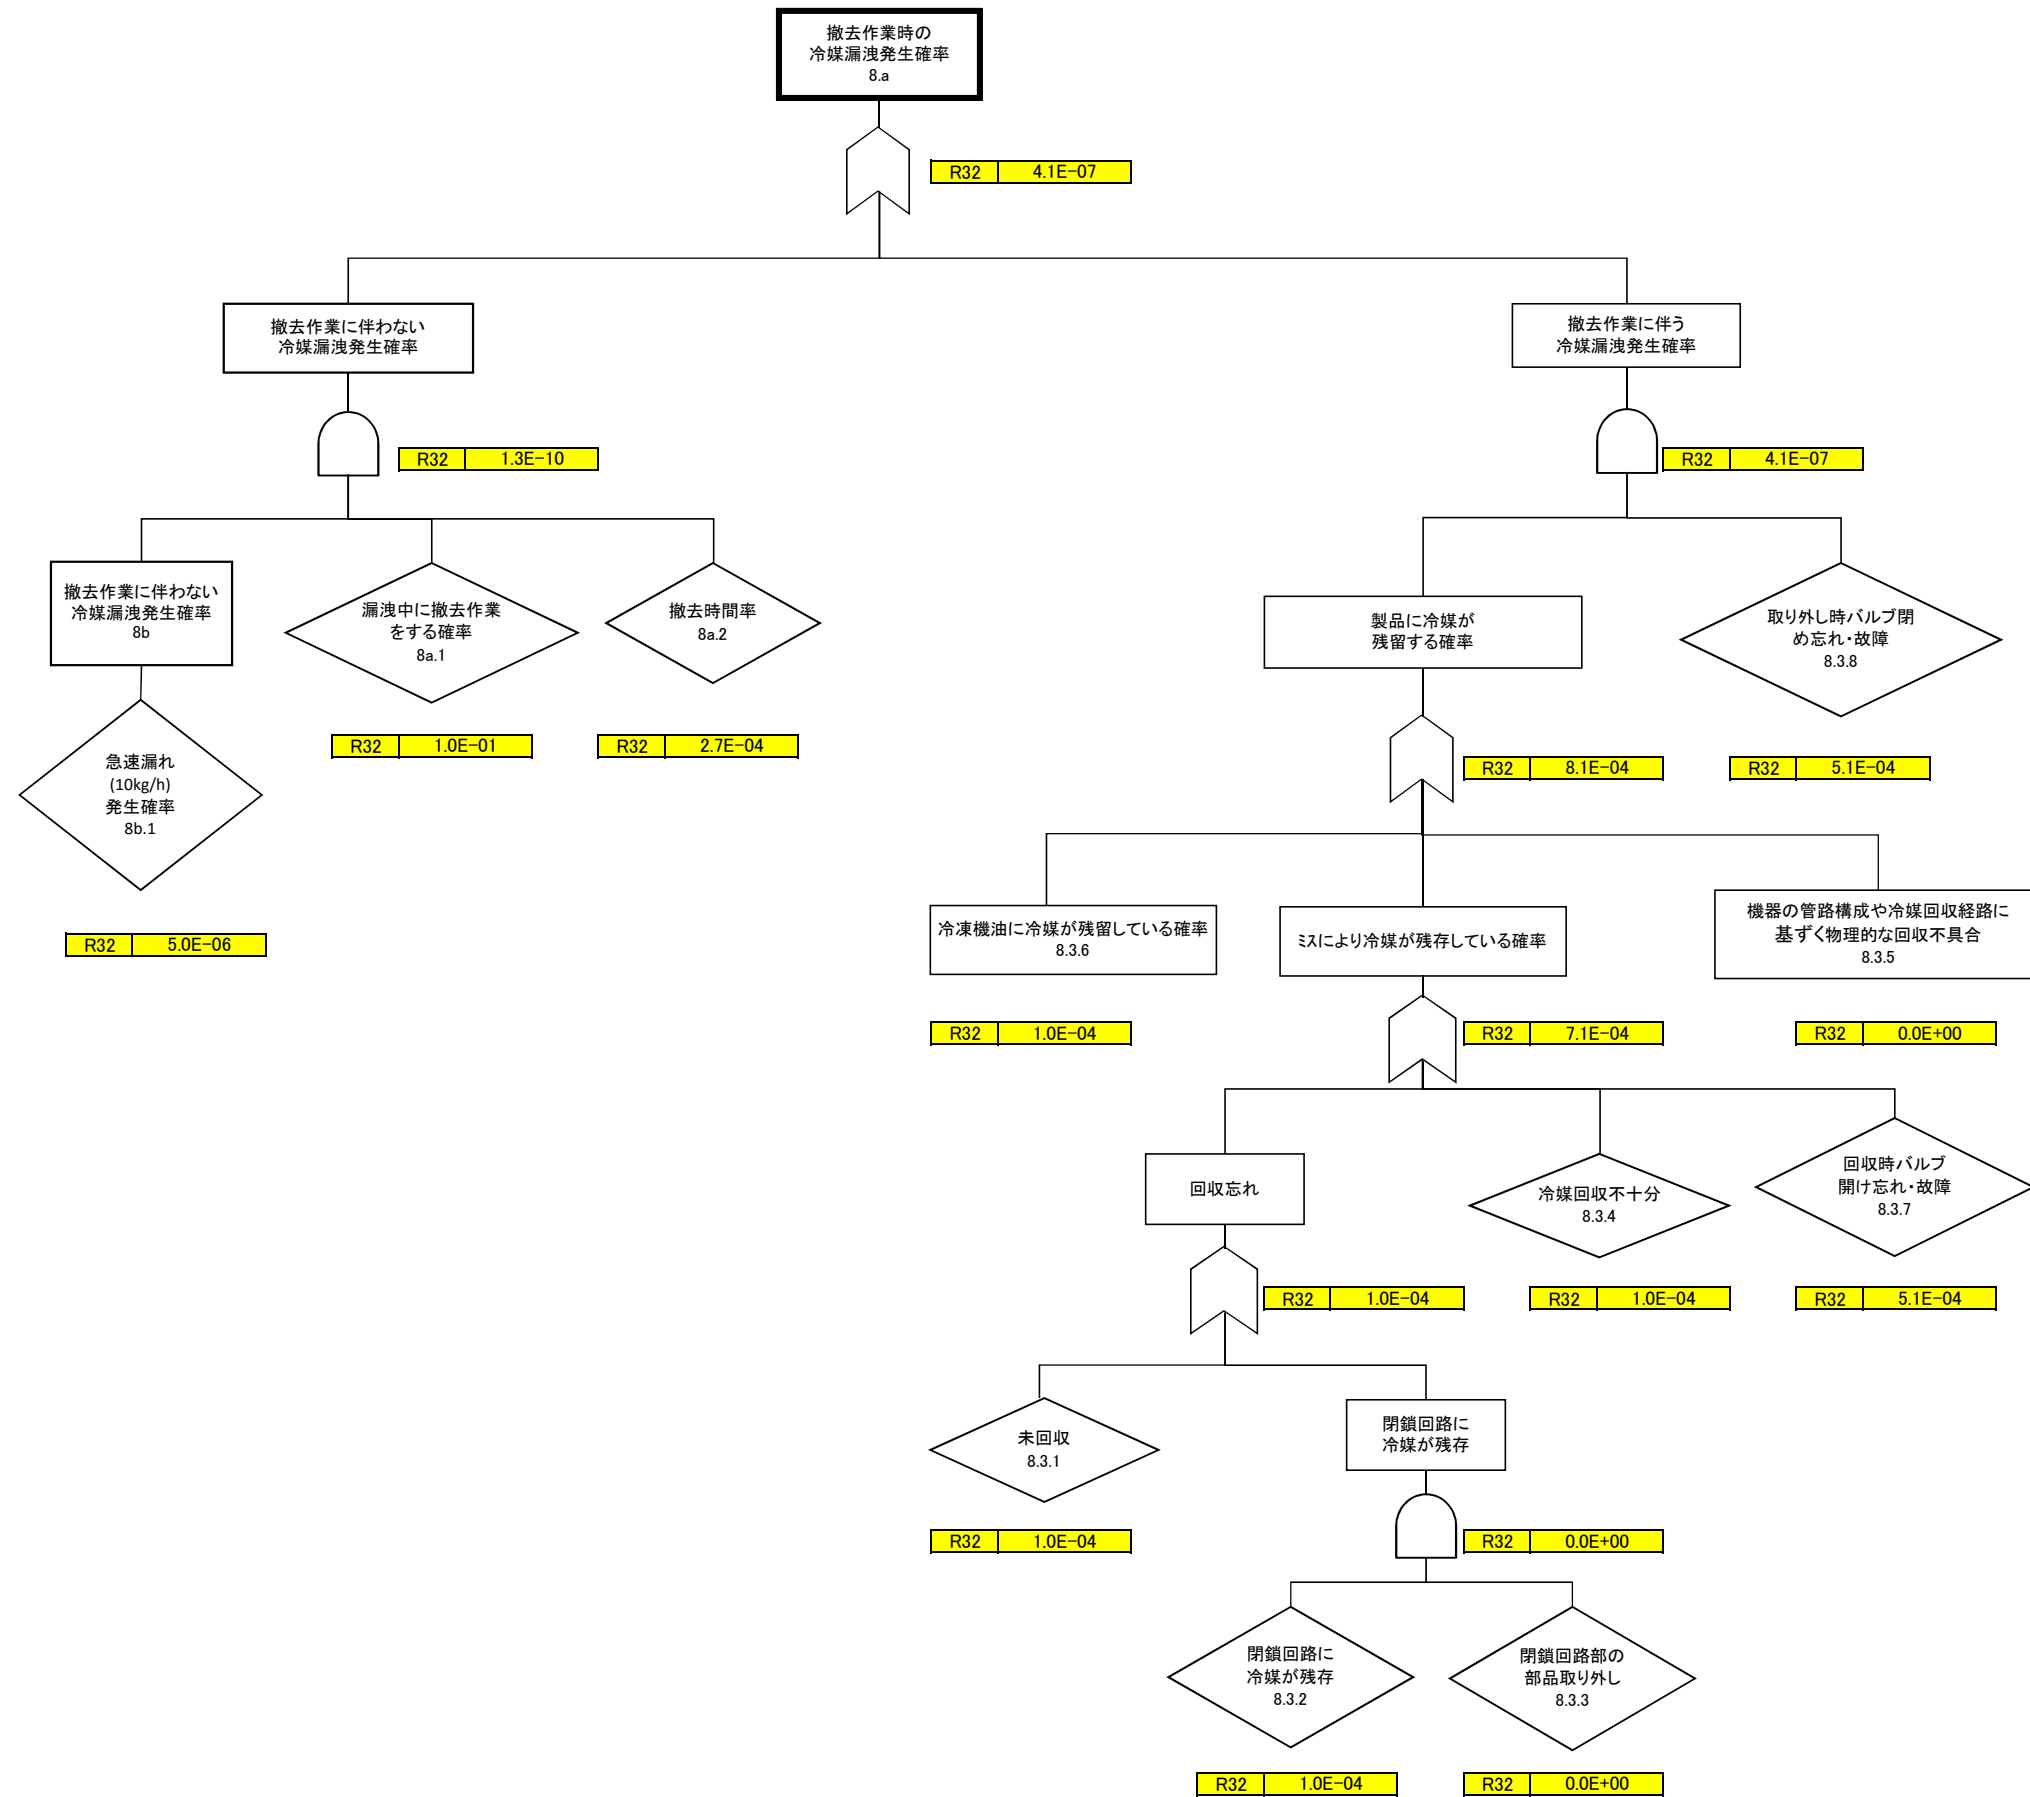 撤去作業時の
冷媒漏洩発生確率
8.a
R32 4.1E-07
撤去作業に伴わない
冷媒漏洩発生確率
撤去作業に伴う
冷媒漏洩発生確率
R32 1.3E-10
R32 4.1E-07
撤去作業に伴わない
冷媒漏洩発生確率
8b
漏洩中に撤去作業
をする確率
8a.1
撤去時間率
8a.2
製品に冷媒が
残留する確率
取り外し時バルブ閉
め忘れ・故障
8.3.8
R32 1.0E-01
R32 2.7E-04
急速漏れ
(10kg/h)
発生確率
8b.1
R32 8.1E-04
R32 5.1E-04
R32 5.0E-06
冷凍機油に冷媒が残留している確率
8.3.6
ミスにより冷媒が残存している確率
機器の管路構成や冷媒回収経路に
基ずく物理的な回収不具合
8.3.5
R32 1.0E-04
R32 7.1E-04
R32 0.0E+00
回収忘れ
冷媒回収不十分
8.3.4
回収時バルブ
開け忘れ・故障
8.3.7
R32 1.0E-04
R32 1.0E-04
R32 5.1E-04
未回収
8.3.1
閉鎖回路に
冷媒が残存
R32 1.0E-04
R32 0.0E+00
閉鎖回路に
冷媒が残存
8.3.2
閉鎖回路部の
部品取り外し
8.3.3
R32 1.0E-04
R32 0.0E+00